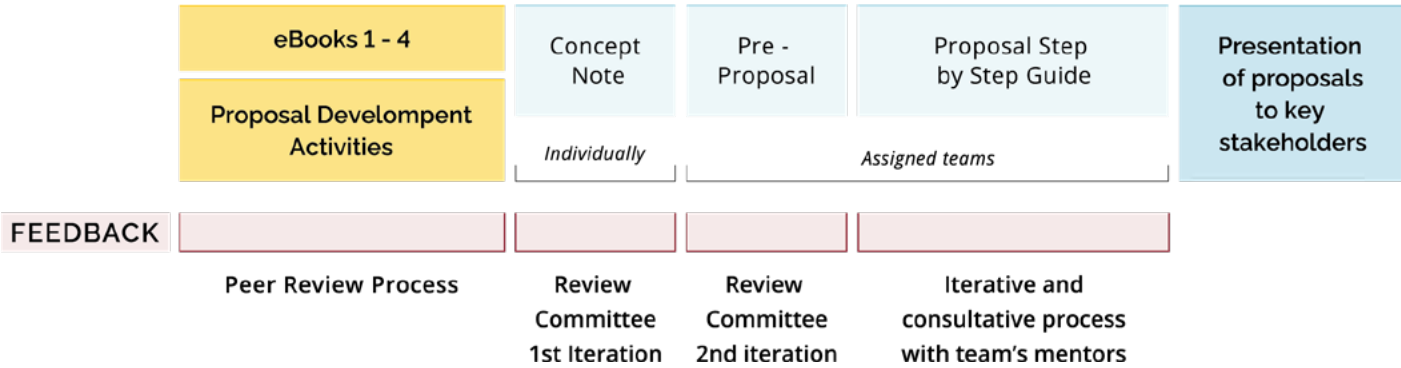 eBooks 1 - 4
Proposal Develompent
Activities
Concept
Note
Individually
Pre -
Proposal
Proposal Step
by Step Guide
Assigned teams
Presentation
of proposals
to key
stakeholders
FEEDBACK
Peer Review Process
Review
Committee
1st Iteration
Review
Committee
2nd iteration
Iterative and
consultative process
with team's mentors